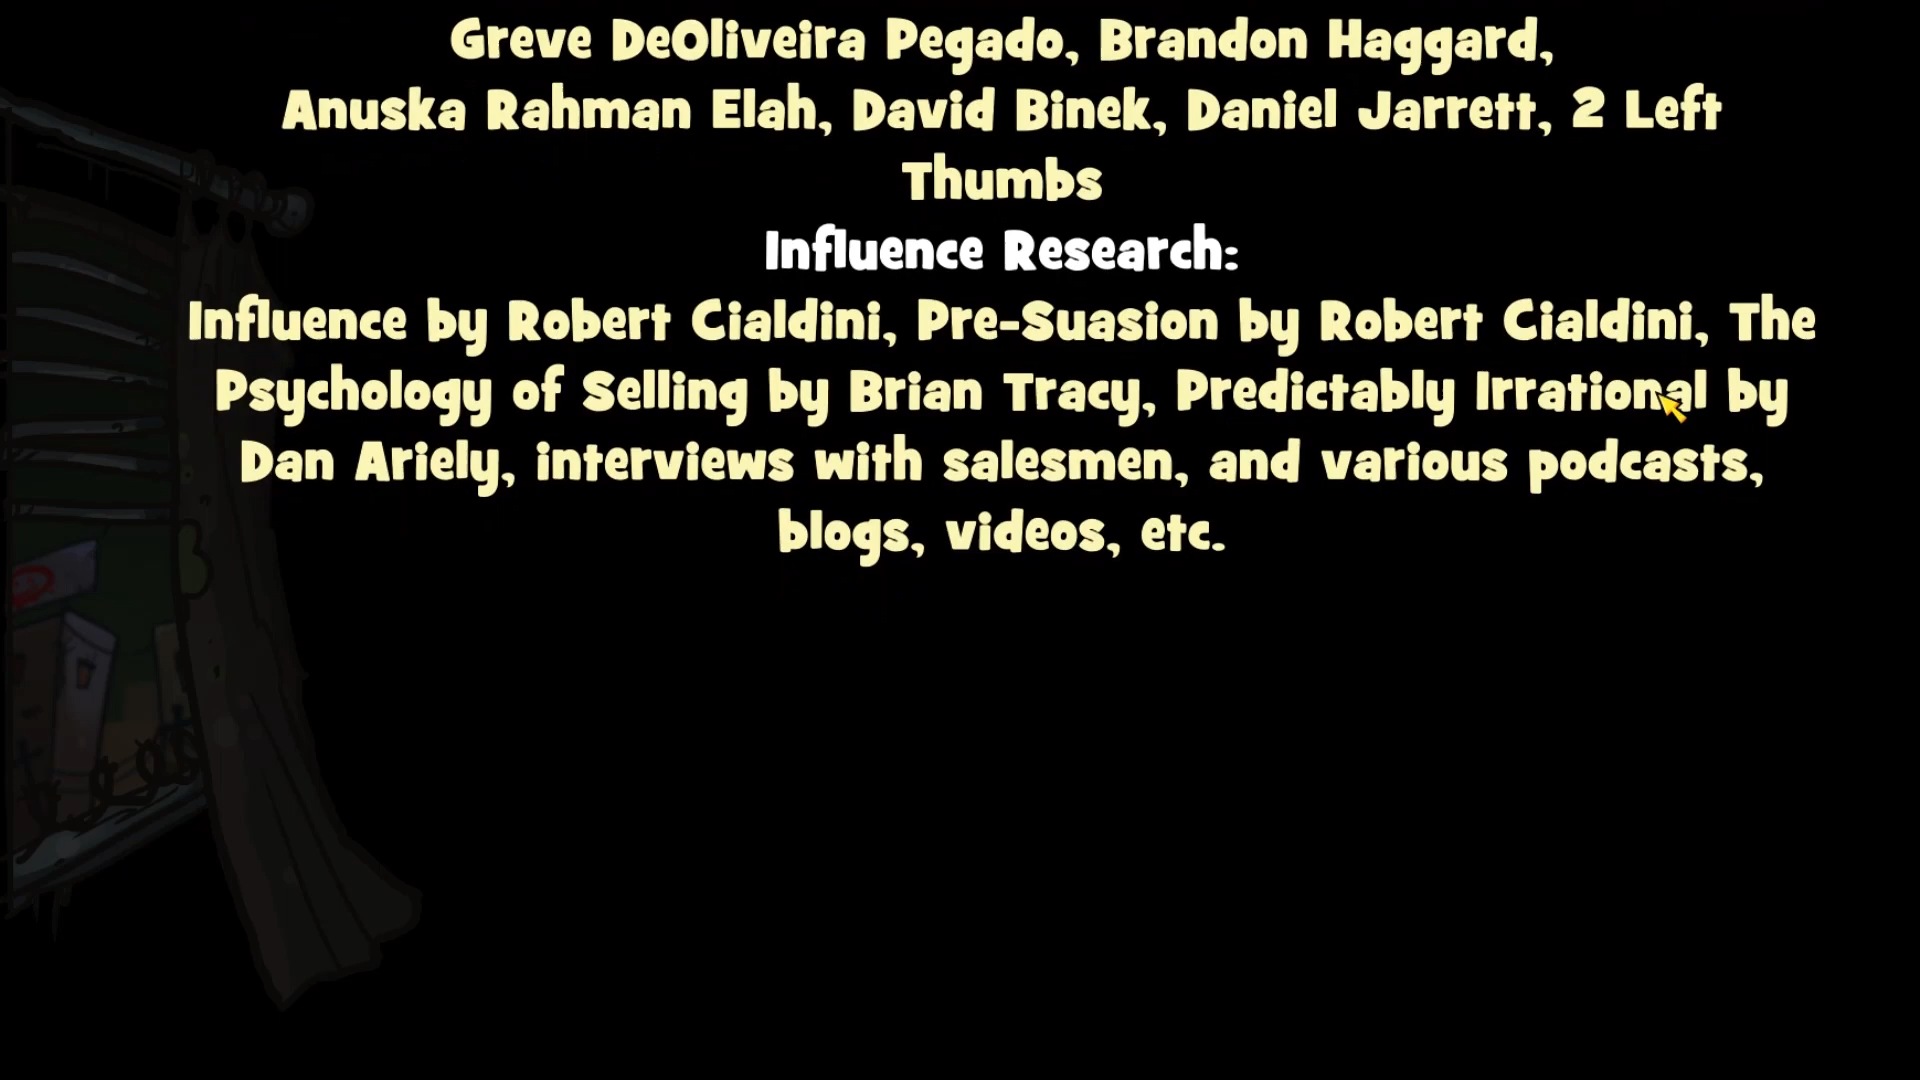 Greve DeOliveira Pegado, Brandon Haggard,
Anuska Rahman Elah, David Binek, Daniel Jarrett, 2 Left
Thumbs
Influence Research:
Influence by Robert Cialdini, Pre-Suasion by Robert Cialdini, The
Psychology of Selling by Brian Tracy, Predictably Irrational by
Dan Ariely, interviews with salesmen, and various podcasts,
blogs, videos, etc.